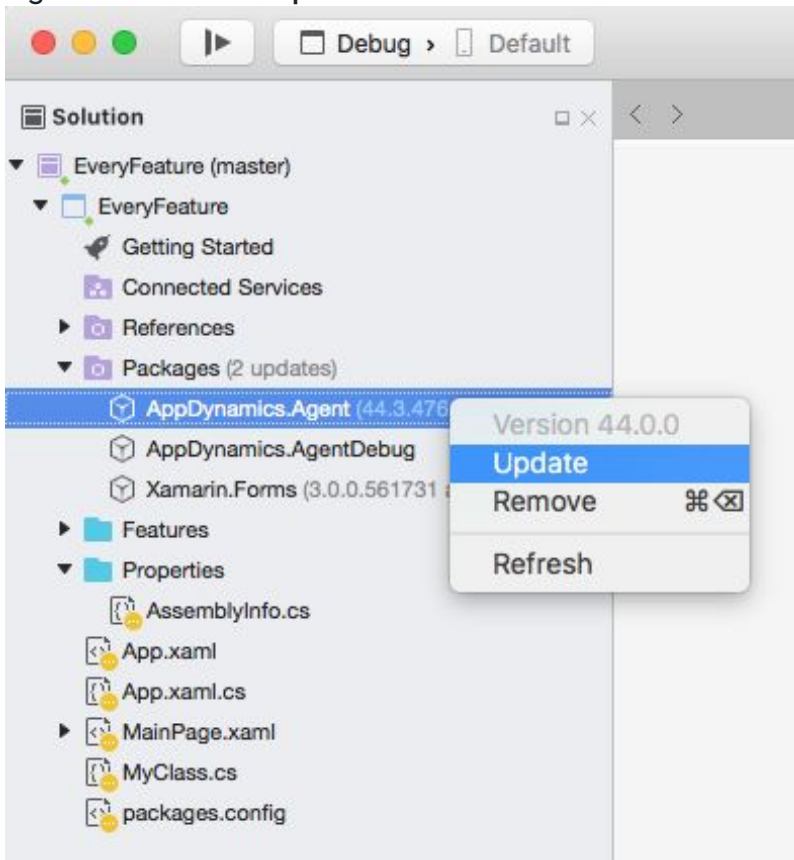 Debug > Default
Solution
EveryFeature (master)
EveryFeature
Getting Started
Connected Services
References
Packages (2 updates)
AppDynamics.Agent (44.3.476
AppDynamics.AgentDebug
Xamarin.Forms (3.0.0.561731
Features
Properties
AssemblyInfo.cs
App.xaml
App.xaml.cs
MainPage.xaml
MyClass.cs
packages.config
Version 44.0.0
Update
Remove ⌘⌫
Refresh